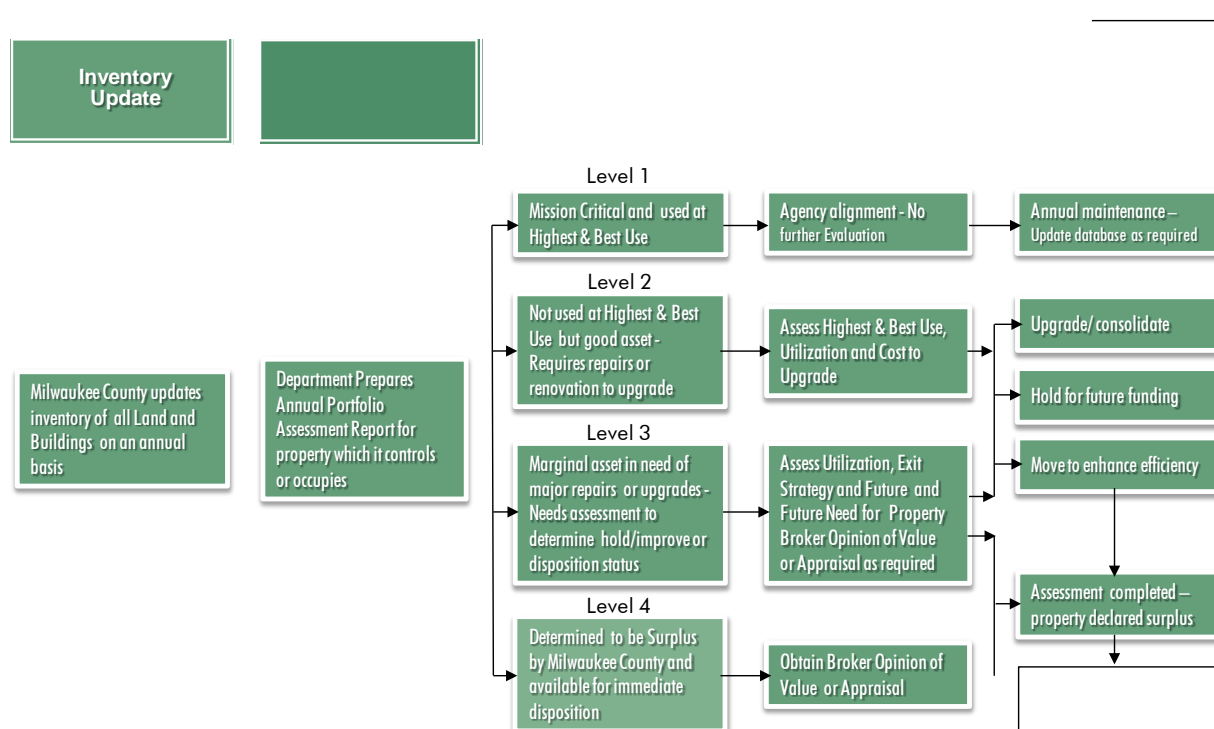 Inventory
Update
Milwaukee County updates
inventory of all Land and
Buildings on an annual
basis
Department Prepares
Annual Portfolio
Assessment Report for
property which it controls
or occupies
Level 1
Mission Critical and used at
Highest & Best Use
Agency alignment - No
further Evaluation
Annual maintenance –
Update database as required
Level 2
Not used at Highest & Best
Use but good asset -
Requires repairs or
renovation to upgrade
Assess Highest & Best Use,
Utilization and Cost to
Upgrade
Upgrade/ consolidate
Hold for future funding
Move to enhance efficiency
Level 3
Marginal asset in need of
major repairs or upgrades -
Needs assessment to
determine hold/improve or
disposition status
Assess Utilization, Exit
Strategy and Future and
Future Need for Property
Broker Opinion of Value
or Appraisal as required
Assessment completed –
property declared surplus
Level 4
Determined to be Surplus
by Milwaukee County and
available for immediate
disposition
Obtain Broker Opinion of
Value or Appraisal